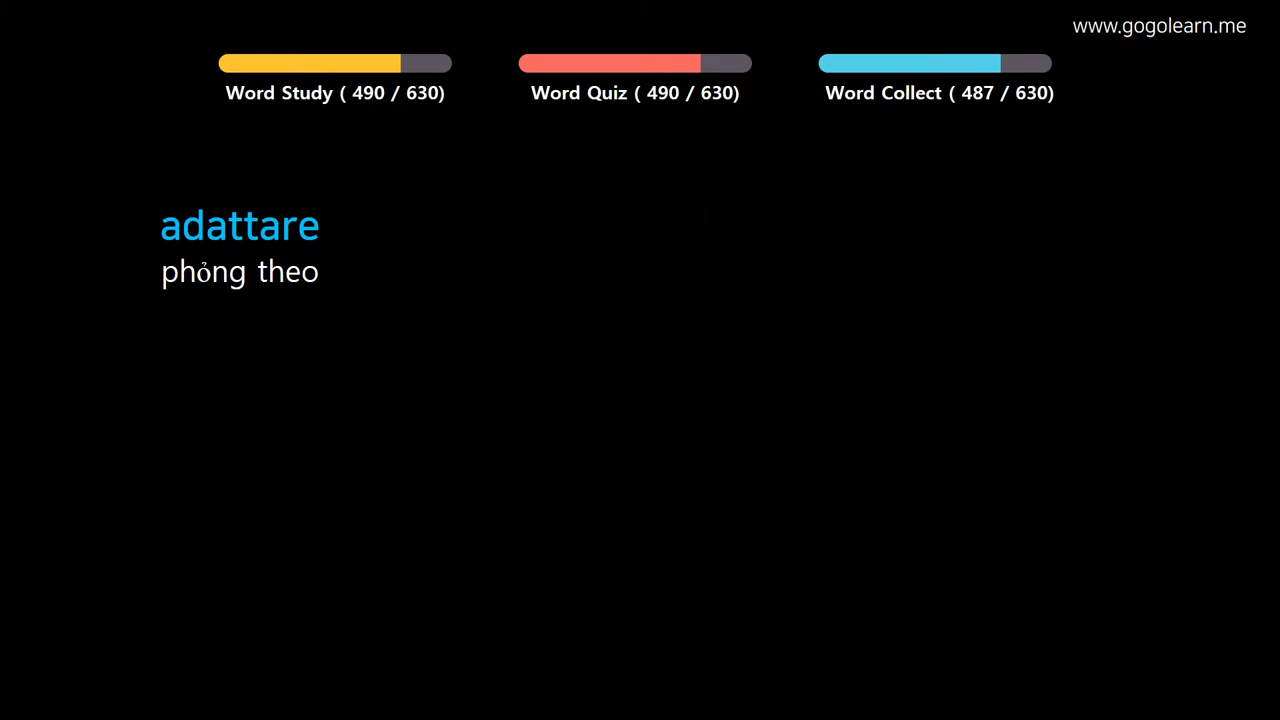 www.gogolearn.me
Word Study ( 490 / 630)
Word Quiz ( 490 / 630)
Word Collect ( 487 / 630)
adattare
phỏng theo